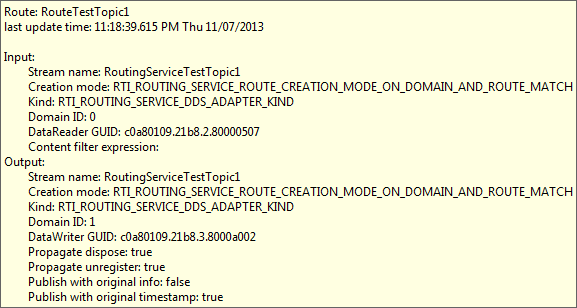 Route: RouteTestTopic1
last update time: 11:18:39.615 PM Thu 11/07/2013
Input:
Stream name: RoutingServiceTestTopic1
Creation mode: RTI_ROUTING_SERVICE_ROUTE_CREATION_MODE_ON_DOMAIN_AND_ROUTE_MATCH
Kind: RTI_ROUTING_SERVICE_DDS_ADAPTER_KIND
Domain ID: 0
DataReader GUID: c0a80109.21b8.2.80000507
Content filter expression:
Output:
Stream name: RoutingServiceTestTopic1
Creation mode: RTI_ROUTING_SERVICE_ROUTE_CREATION_MODE_ON_DOMAIN_AND_ROUTE_MATCH
Kind: RTI_ROUTING_SERVICE_DDS_ADAPTER_KIND
Domain ID: 1
DataWriter GUID: c0a80109.21b8.3.8000a002
Propagate dispose: true
Propagate unregister: true
Publish with original info: false
Publish with original timestamp: true